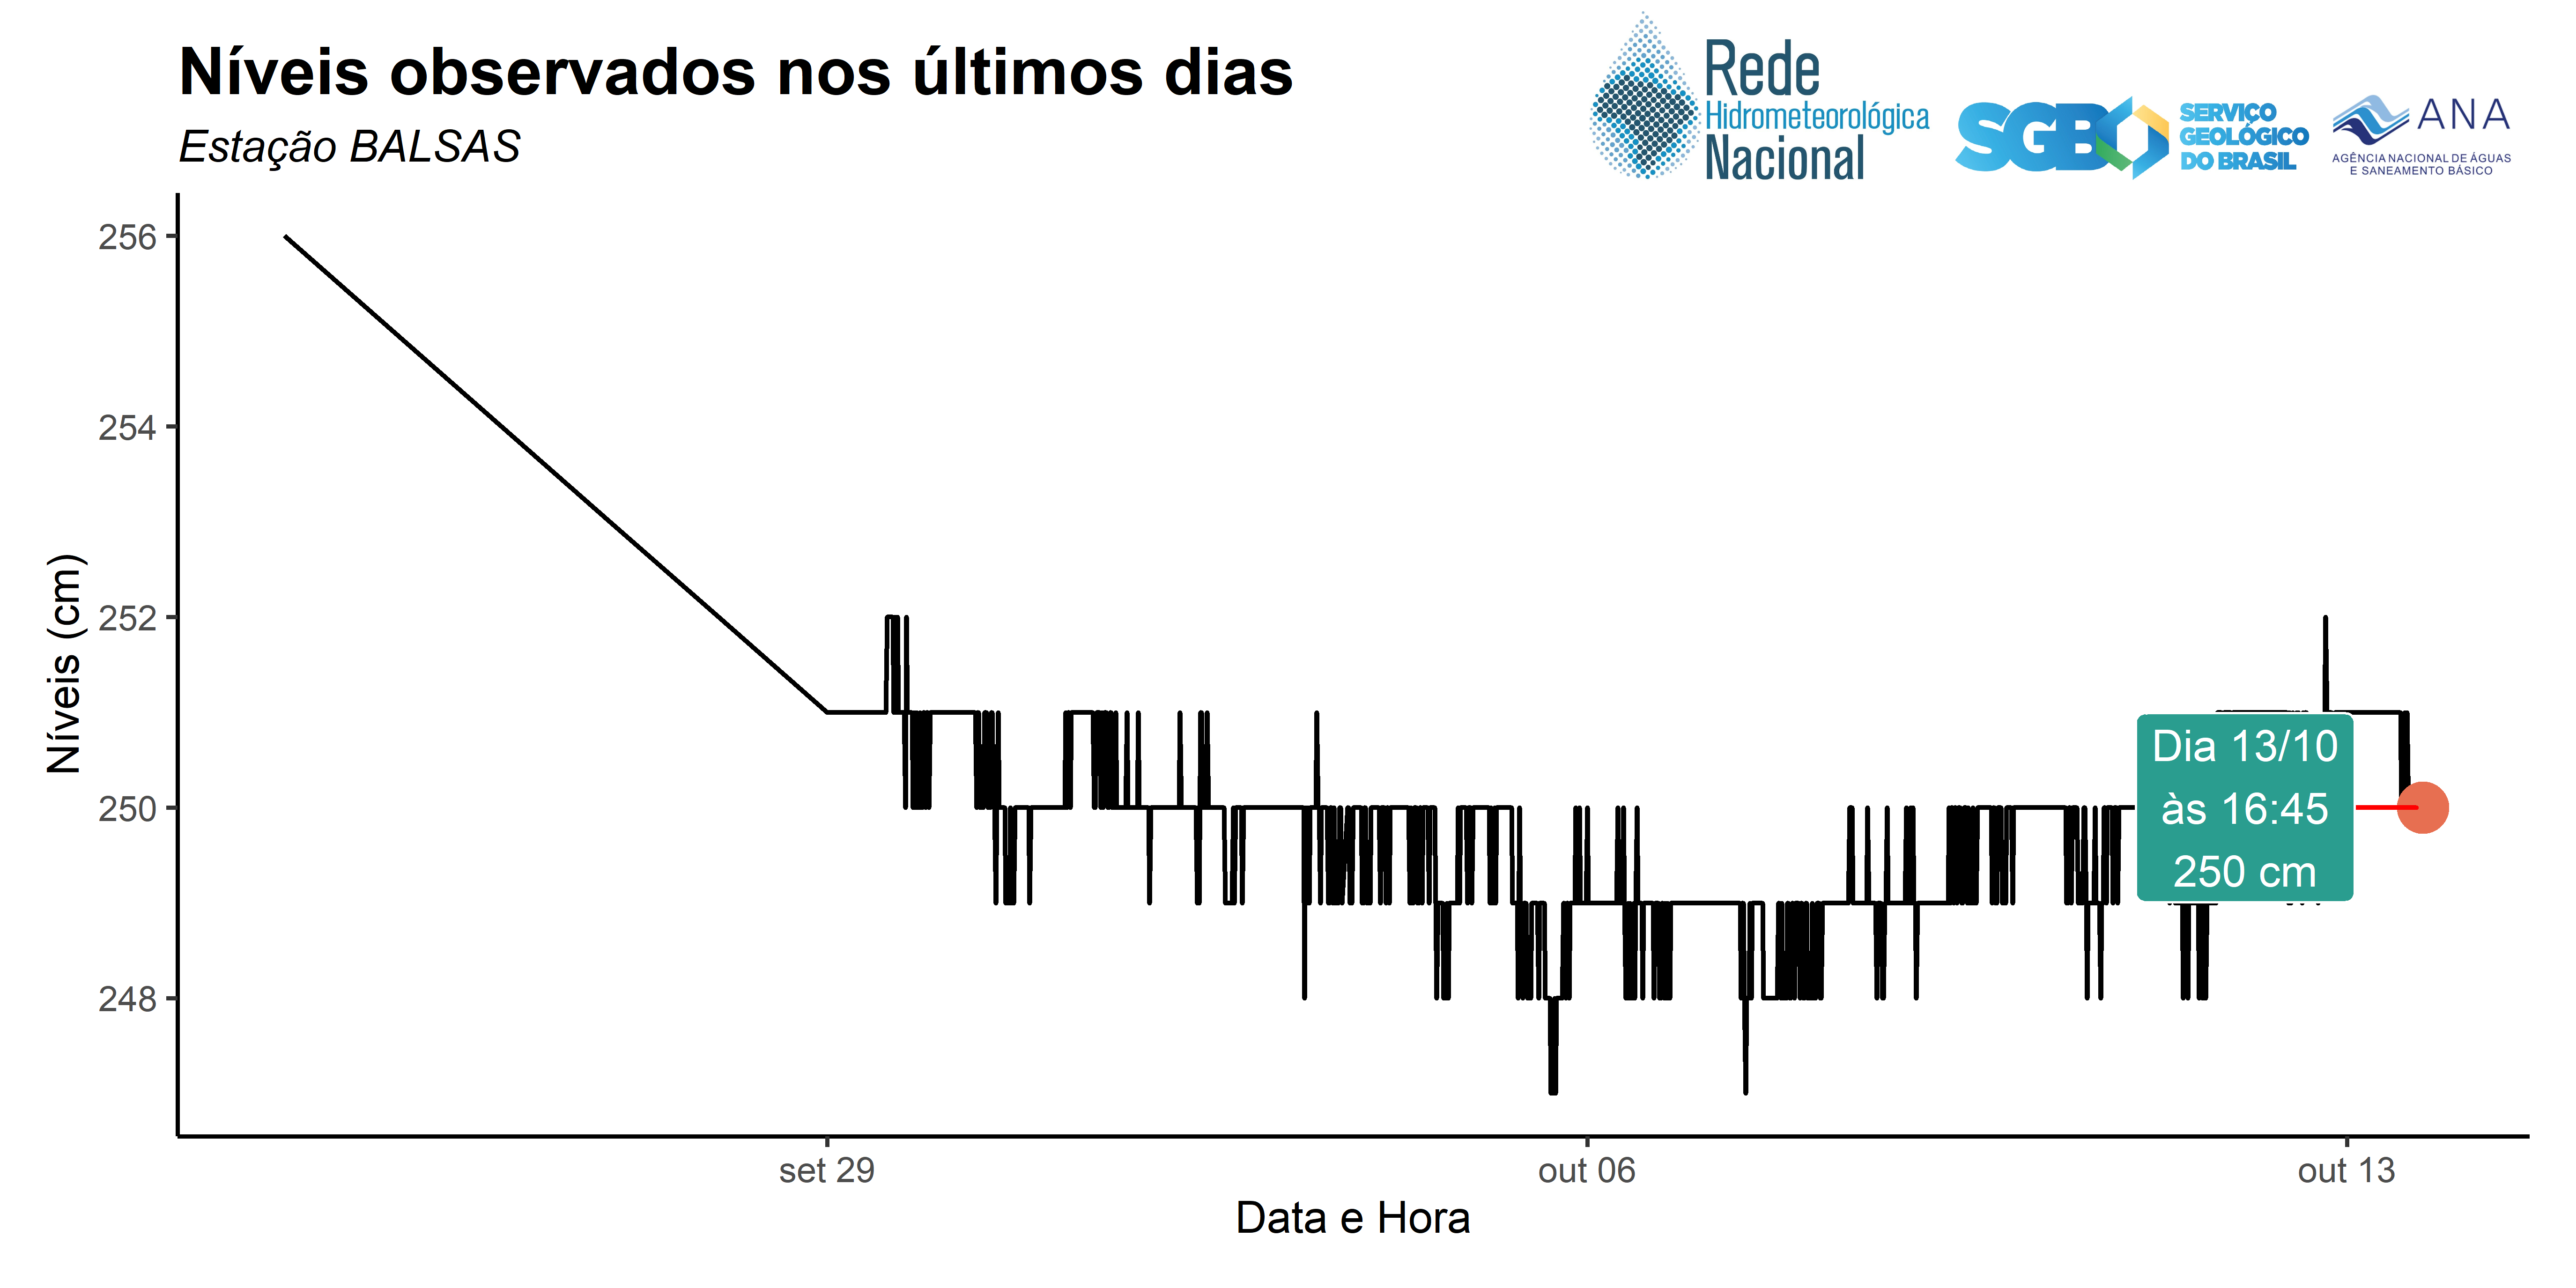 Níveis observados nos últimos dias
Estação BALSAS
Rede
Hidrometeorológica
Nacional
SGB
SERVIÇO
GEOLÓGICO
DO BRASIL
ANA
AGÊNCIA NACIONAL DE ÁGUAS
E SANEAMENTO BÁSICO
Níveis (cm)
256
254
252
250
248
Dia 13/10
às 16:45
250 cm
set 29
out 06
out 13
Data e Hora